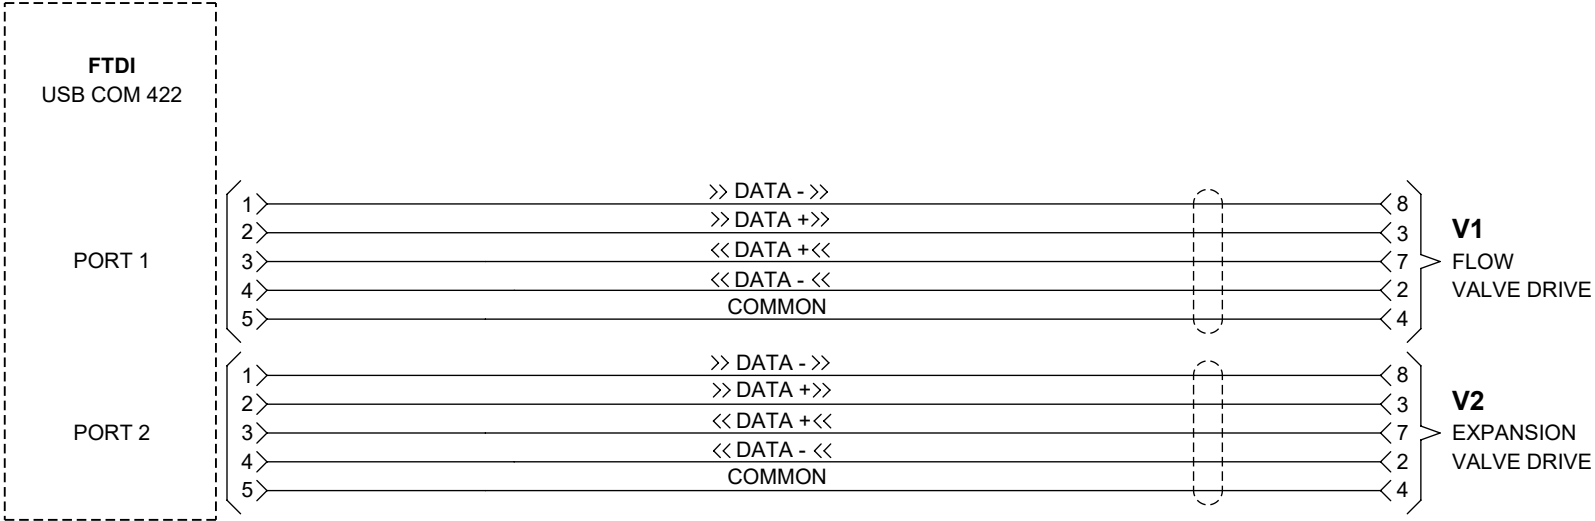 FTDI
USB COM 422
PORT 1
1 >> DATA - >> 8
2 >> DATA +>> 3
3 << DATA +<< 7
4 << DATA - << 2
5 COMMON 4
V1
FLOW
VALVE DRIVE
PORT 2
1 >> DATA - >> 8
2 >> DATA +>> 3
3 << DATA +<< 7
4 << DATA - << 2
5 COMMON 4
V2
EXPANSION
VALVE DRIVE